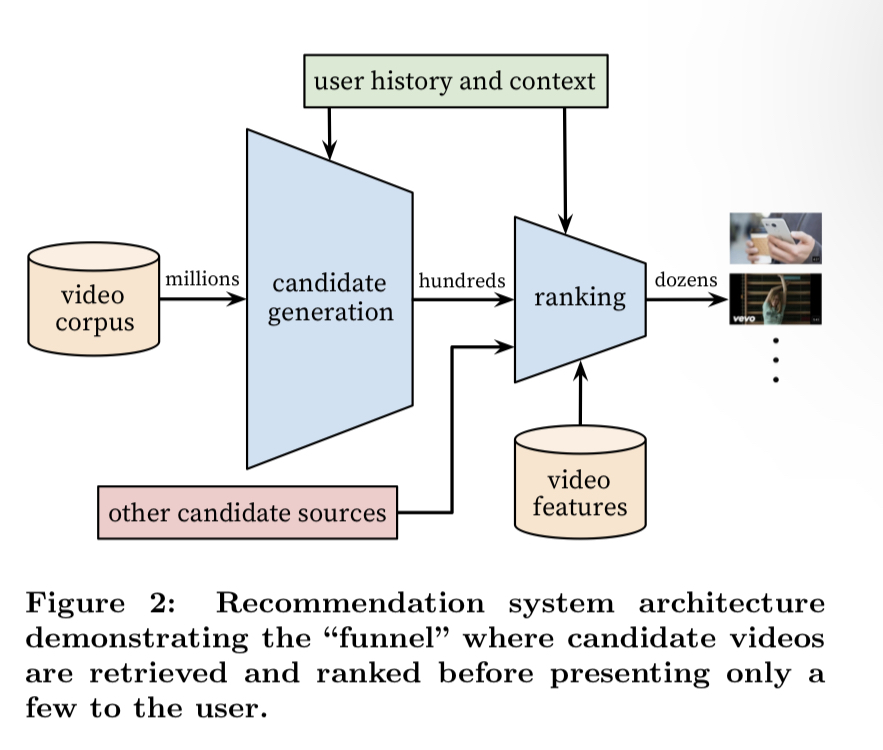 user history and context
video
corpus
millions
candidate
generation
hundreds
ranking
dozens
vevo
other candidate sources
video
features
Figure 2: Recommendation system architecture
demonstrating the “funnel” where candidate videos
are retrieved and ranked before presenting only a
few to the user.